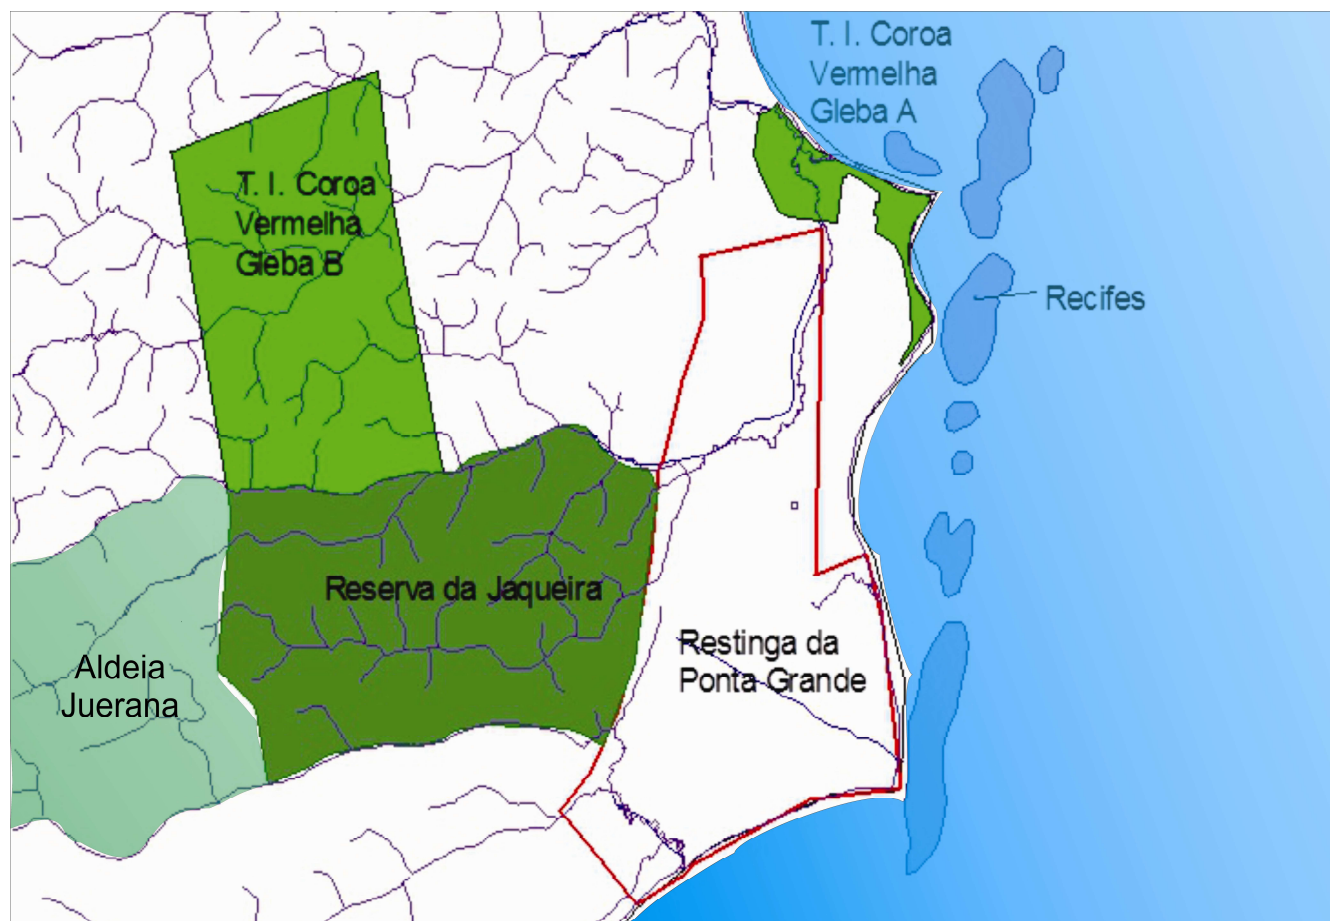 T. I. Coroa
Vermelha
Gleba A
T. I. Coroa
Vermelha
Gleba B
Recifes
Reserva da Jaqueira
Restinga da
Ponta Grande
Aldeia
Juerana